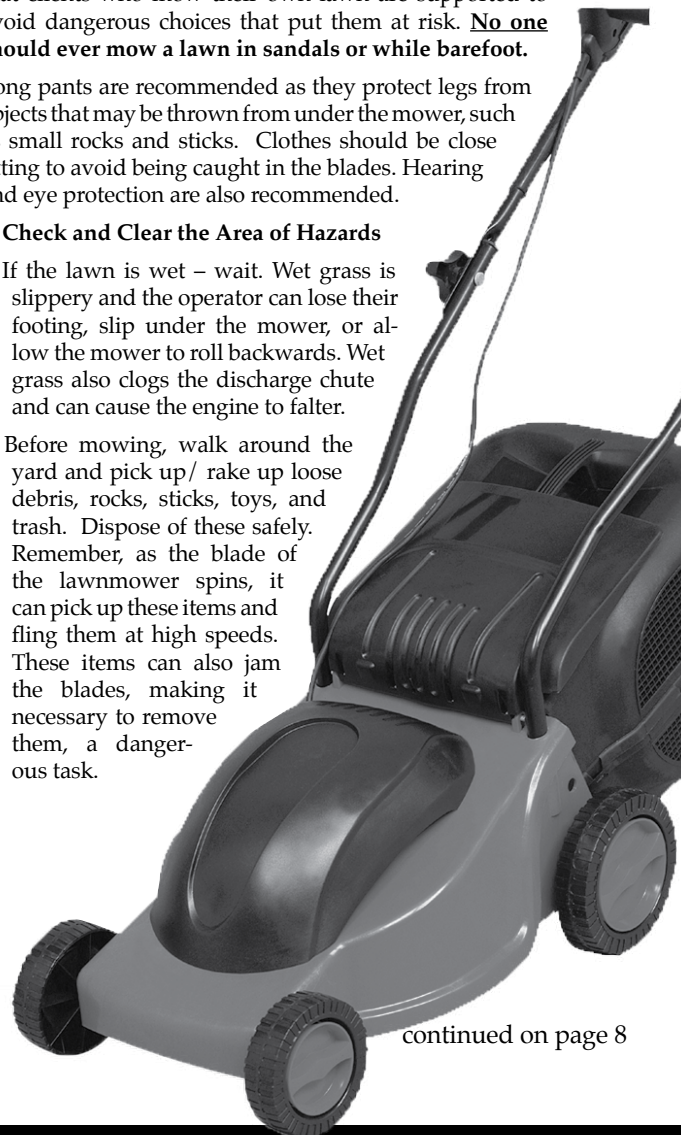 clients who mow their own lawn are supported to
avoid dangerous choices that put them at risk. No one
should ever mow a lawn in sandals or while barefoot.
Long pants are recommended as they protect legs from
objects that may be thrown from under the mower, such
small rocks and sticks. Clothes should be close
fitting to avoid being caught in the blades. Hearing
and eye protection are also recommended.
Check and Clear the Area of Hazards
If the lawn is wet – wait. Wet grass is
slippery and the operator can lose their
footing, slip under the mower, or al-
low the mower to roll backwards. Wet
grass also clogs the discharge chute
and can cause the engine to falter.
Before mowing, walk around the
yard and pick up/ rake up loose
debris, rocks, sticks, toys, and
trash. Dispose of these safely.
Remember, as the blade of
the lawnmower spins, it
can pick up these items and
fling them at high speeds.
These items can also jam
the blades, making it
necessary to remove
them, a danger-
ous task.
continued on page 8